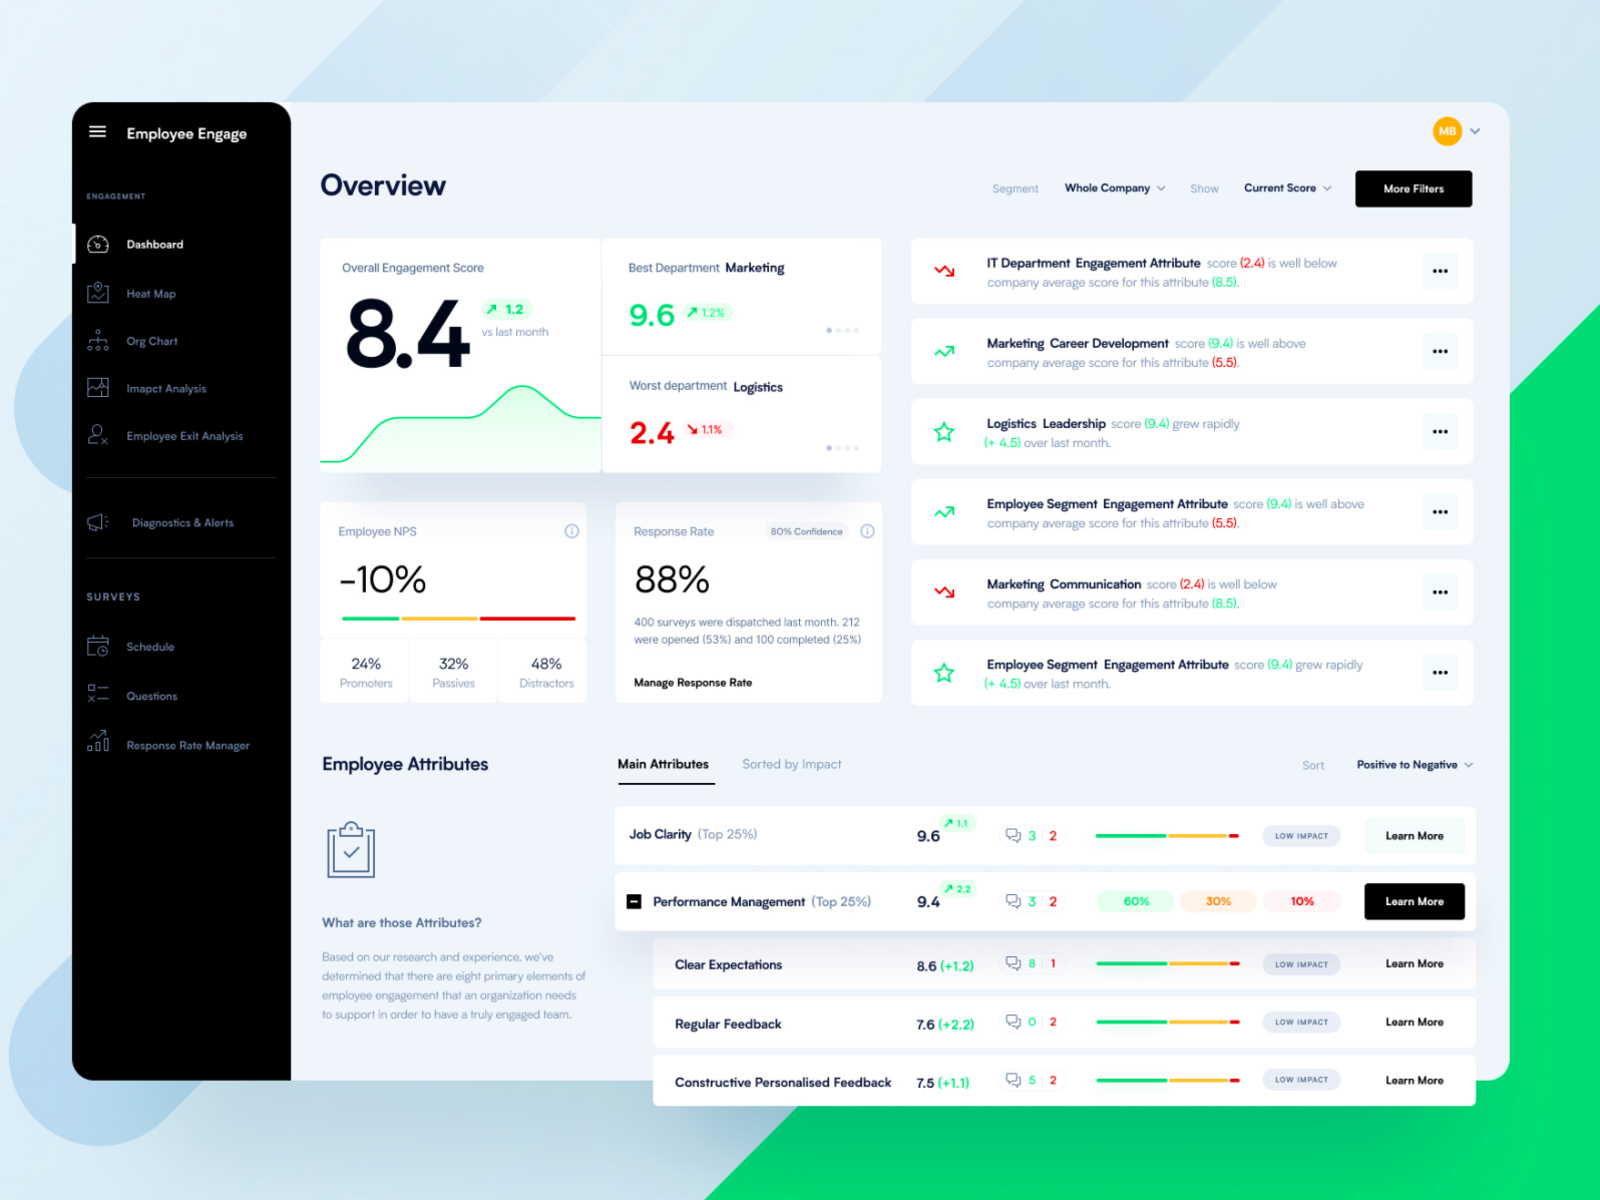 Employee Engage
ENGAGEMENT
Dashboard
Heat Map
Org Chart
Imapct Analysis
Employee Exit Analysis
Diagnostics & Alerts
SURVEYS
Schedule
Questions
Response Rate Manager
MB
Overview
Segment Whole Company Show Current Score More Filters
Overall Engagement Score
8.4 1.2
vs last month
Best Department Marketing
9.6 1.2%
Worst department Logistics
2.4 1.1%
Employee NPS
-10%
24% 32% 48%
Promoters Passives Distractors
Response Rate 80% Confidence
88%
400 surveys were dispatched last month. 212
were opened (53%) and 100 completed (25%)
Manage Response Rate
IT Department Engagement Attribute score (2.4) is well below
company average score for this attribute (8.5).
Marketing Career Development score (9.4) is well above
company average score for this attribute (5.5).
Logistics Leadership score (9.4) grew rapidly
(+ 4.5) over last month.
Employee Segment Engagement Attribute score (9.4) is well above
company average score for this attribute (5.5).
Marketing Communication score (2.4) is well below
company average score for this attribute (8.5).
Employee Segment Engagement Attribute score (9.4) grew rapidly
(+ 4.5) over last month.
Employee Attributes
What are those Attributes?
Based on our research and experience, we've
determined that there are eight primary elements of
employee engagement that an organization needs
to support in order to have a truly engaged team.
Main Attributes Sorted by Impact Sort Positive to Negative
Job Clarity (Top 25%) 9.6 1.1 3 2 LOW IMPACT Learn More
Performance Management (Top 25%) 9.4 2.2 3 2 60% 30% 10% Learn More
Clear Expectations 8.6 (+1.2) 8 1 LOW IMPACT Learn More
Regular Feedback 7.6 (+2.2) 0 2 LOW IMPACT Learn More
Constructive Personalised Feedback 7.5 (+1.1) 5 2 LOW IMPACT Learn More